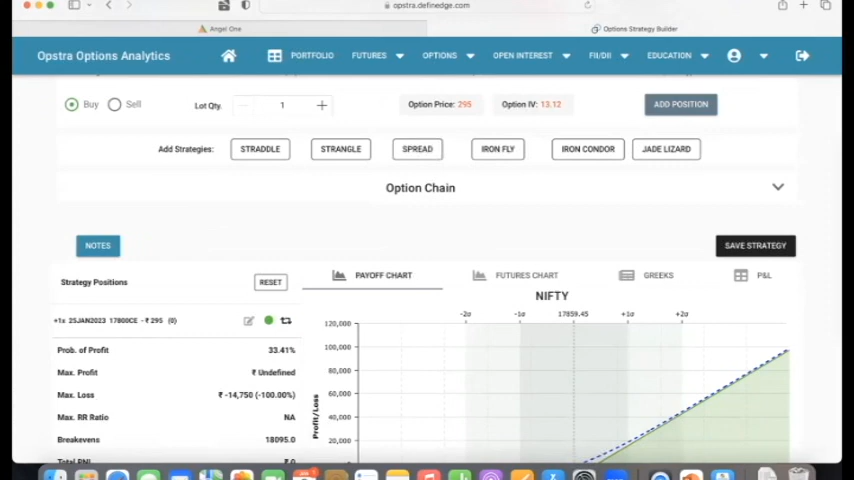 opstra.definedge.com
Angel One
Options Strategy Builder
Opstra Options Analytics
PORTFOLIO
FUTURES
OPTIONS
OPEN INTEREST
FII/DII
EDUCATION
Buy
Sell
Lot Qty.
1
Option Price: 295
Option IV: 13.12
ADD POSITION
Add Strategies:
STRADDLE
STRANGLE
SPREAD
IRON FLY
IRON CONDOR
JADE LIZARD
Option Chain
NOTES
SAVE STRATEGY
Strategy Positions
RESET
PAYOFF CHART
FUTURES CHART
GREEKS
P&L
NIFTY
-2σ
-1σ
17859.45
+1σ
+2σ
+1x 25JAN2023 17800CE - ₹ 295 (0)
Prob. of Profit 33.41%
Max. Profit ₹ Undefined
Max. Loss ₹ -14,750 (-100.00%)
Max. RR Ratio NA
Breakevens 18095.0
Total PNL ₹ 0
120,000
100,000
80,000
60,000
40,000
20,000
Profit/Loss